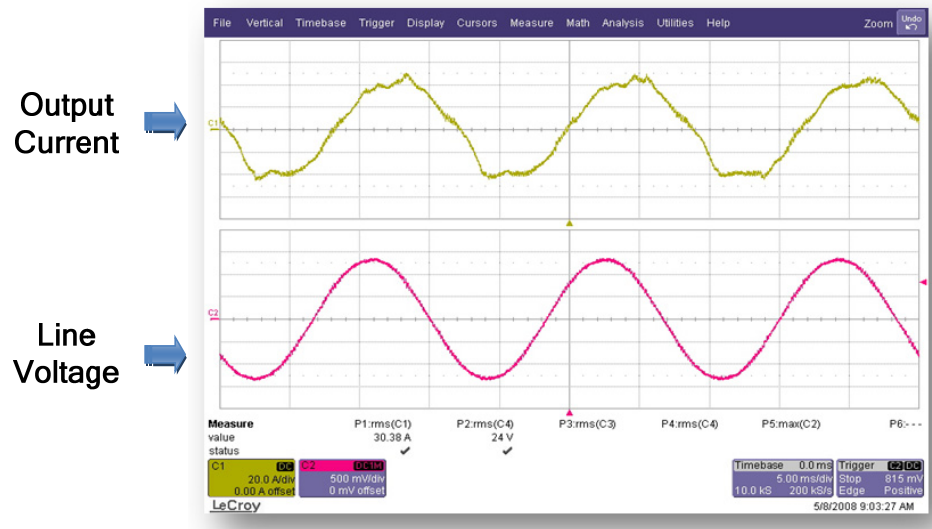 File Vertical Timebase Trigger Display Cursors Measure Math Analysis Utilities Help Zoom Undo
Output
Current
C1
C2
Line
Voltage
Measure P1:rms(C1) P2:rms(C4) P3:rms(C3) P4:rms(C4) P5:max(C2) P6:- - -
value 30.38 A 24 V
status
C1 DC
20.0 A/div
0.00 A offset
C2 DC1M
500 mV/div
0 mV offset
Timebase 0.0 ms
5.00 ms/div
10.0 kS 200 kS/s
Trigger C2 DC
Stop 815 mV
Edge Positive
LeCroy
5/8/2008 9:03:27 AM